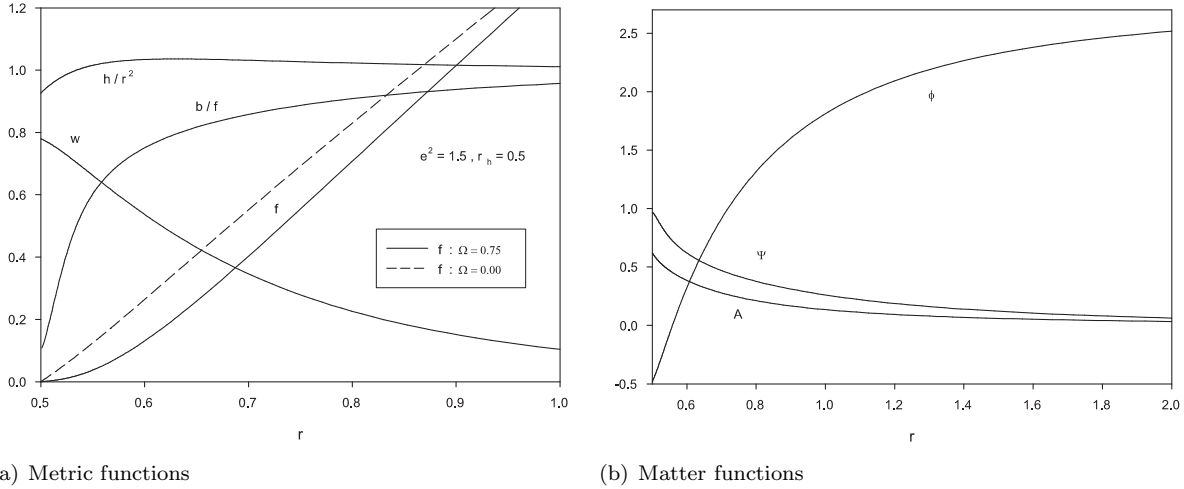 1.2
1.0
0.8
0.6
0.4
0.2
0.0
h / r²
b / f
w
f
e² = 1.5 , r_h = 0.5
f : Ω = 0.75
f : Ω = 0.00
0.5 0.6 0.7 0.8 0.9 1.0
r
a) Metric functions
2.5
2.0
1.5
1.0
0.5
0.0
-0.5
ϕ
Ψ
A
0.6 0.8 1.0 1.2 1.4 1.6 1.8 2.0
r
(b) Matter functions